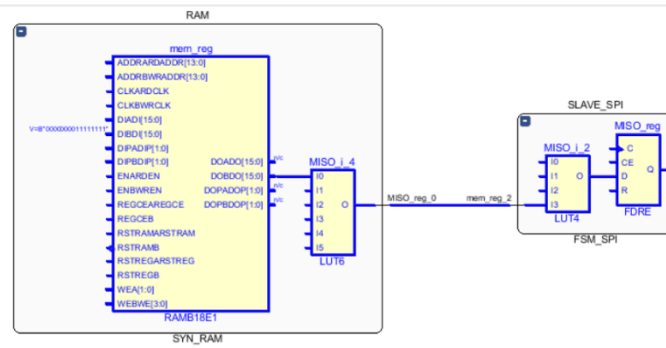 RAM
mem_reg
ADDRARDADDR[13:0]
ADDRBWRADDR[13:0]
CLKARDCLK
CLKBWRCLK
DIADI[15:0]
V=B"0000000011111111"
DIBDI[15:0]
DIPADIP[1:0]
DIPBDIP[1:0]
ENARDEN
ENBWREN
REGCEAREGCE
REGCEB
RSTRAMARSTRAM
RSTRAMB
RSTREGARSTREG
RSTREGB
WEA[1:0]
WEBWE[3:0]
DOADO[15:0]
n/c
DOBDO[15:0]
DOPADOP[1:0]
n/c
DOPBDOP[1:0]
n/c
RAMB18E1
MISO_i_4
I0
I1
I2
I3
I4
I5
O
LUT6
SYN_RAM
MISO_reg_0
mem_reg_2
SLAVE_SPI
MISO_i_2
I0
I1
I2
I3
O
LUT4
MISO_reg
C
CE
D
R
Q
FDRE
FSM_SPI